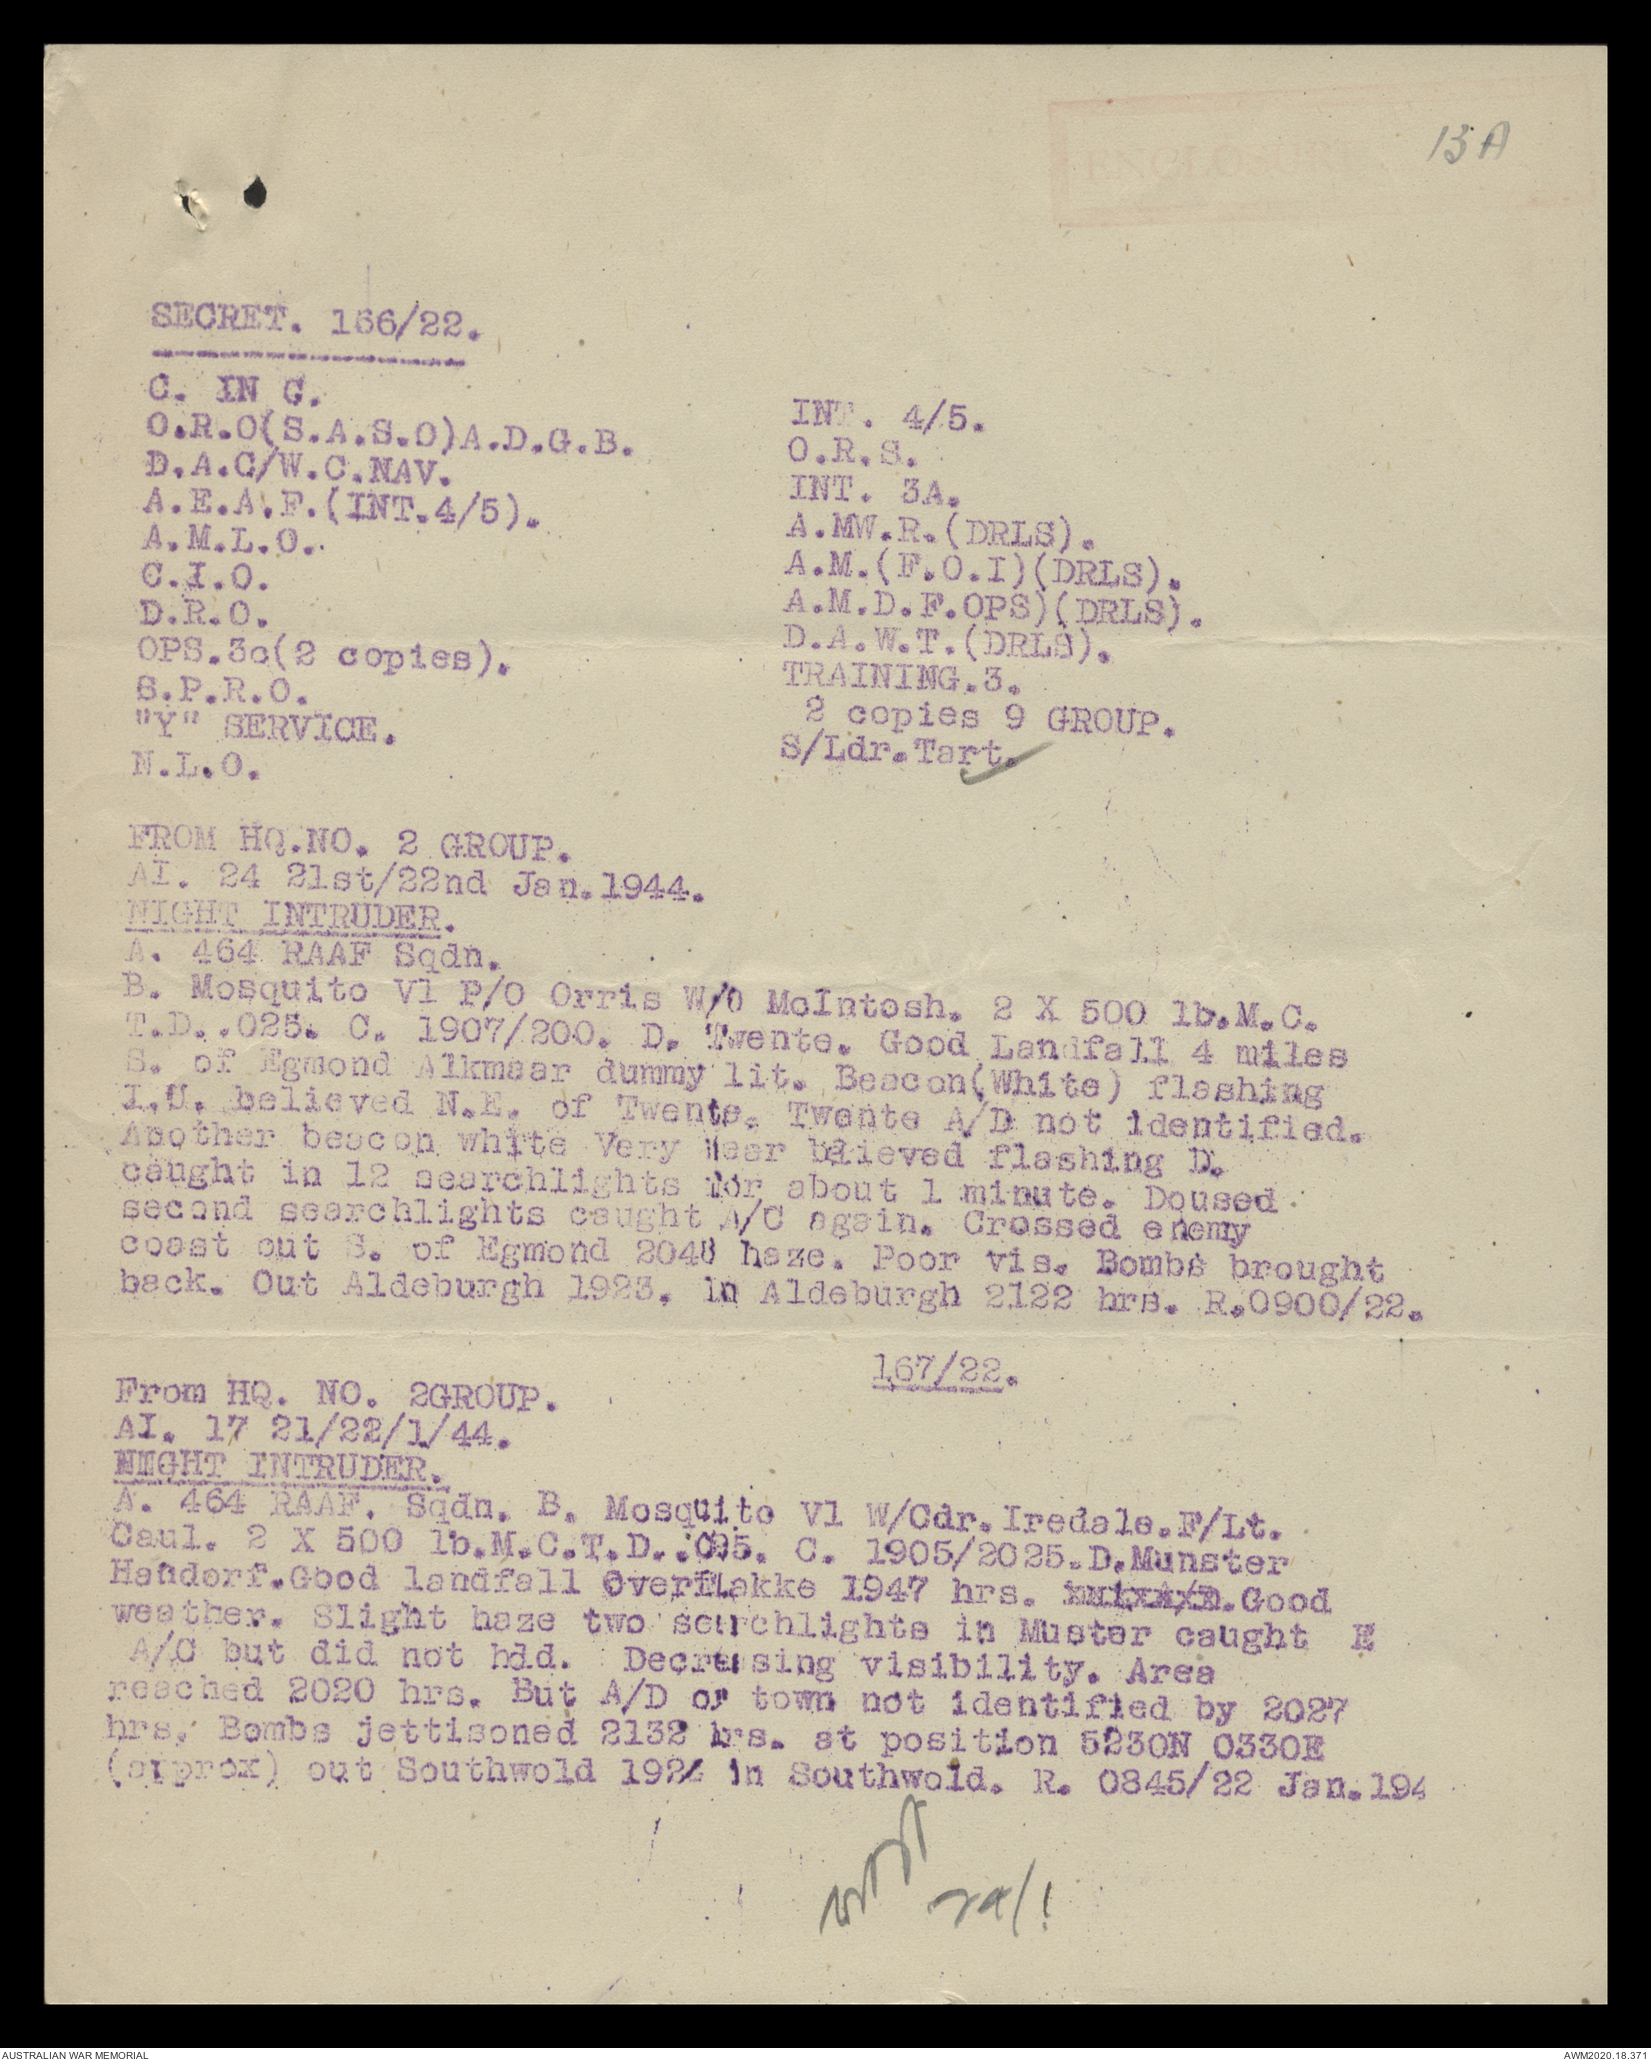 ENCLOSURE
13A
SECRET. 166/22.
C. IN C.
O.R.O(S.A.S.O)A.D.G.B.
D.A.C/W.C.NAV.
A.E.A.F.(INT.4/5).
A.M.L.O.
C.I.O.
D.R.O.
OPS.3c(2 copies).
S.P.R.O.
"Y" SERVICE.
N.L.O.
INT. 4/5.
O.R.S.
INT. 3A.
A.MW.R.(DRLS).
A.M.(F.O.I)(DRLS).
A.M.D.F.OPS)(DRLS).
D.A.W.T.(DRLS).
TRAINING.3.
2 copies 9 GROUP.
S/Ldr.Tart.
FROM HQ.NO. 2 GROUP.
AI. 24 21st/22nd Jan.1944.
NIGHT INTRUDER.
A. 464 RAAF Sqdn.
B. Mosquito V1 P/O Orris W/O McIntosh. 2 X 500 lb.M.C.
T.D..025. C. 1907/200. D. Twente. Good Landfall 4 miles
S. of Egmond Alkmaar dummy lit. Beacon(White) flashing
I.U. believed N.E. of Twente. Twente A/D not identified.
Another beacon white Very near blieved flashing D.
caught in 12 searchlights for about 1 minute. Doused
second searchlights caught A/C again. Crossed enemy
coast out S. of Egmond 2048 haze. Poor vis. Bombs brought
back. Out Aldeburgh 1923. in Aldeburgh 2122 hrs. R.0900/22.
167/22.
From HQ. NO. 2GROUP.
AI. 17 21/22/1/44.
NIGHT INTRUDER.
A. 464 RAAF. Sqdn. B. Mosquito V1 W/Cdr.Iredale.F/Lt.
Caul. 2 X 500 lb.M.C.T.D.. C. 1905/2025.D.Munster
Handorf.Good landfall Overflakke 1947 hrs. Good
weather. Slight haze two searchlights in Muster caught E
A/C but did not hdd. Decreasing visibility. Area
reached 2020 hrs. But A/D or town not identified by 2027
hrs. Bombs jettisoned 2132 hrs. at position 5230N 0330E
(approx) out Southwold in Southwold. R. 0845/22 Jan.194
AUSTRALIAN WAR MEMORIAL
AWM2020.18.371